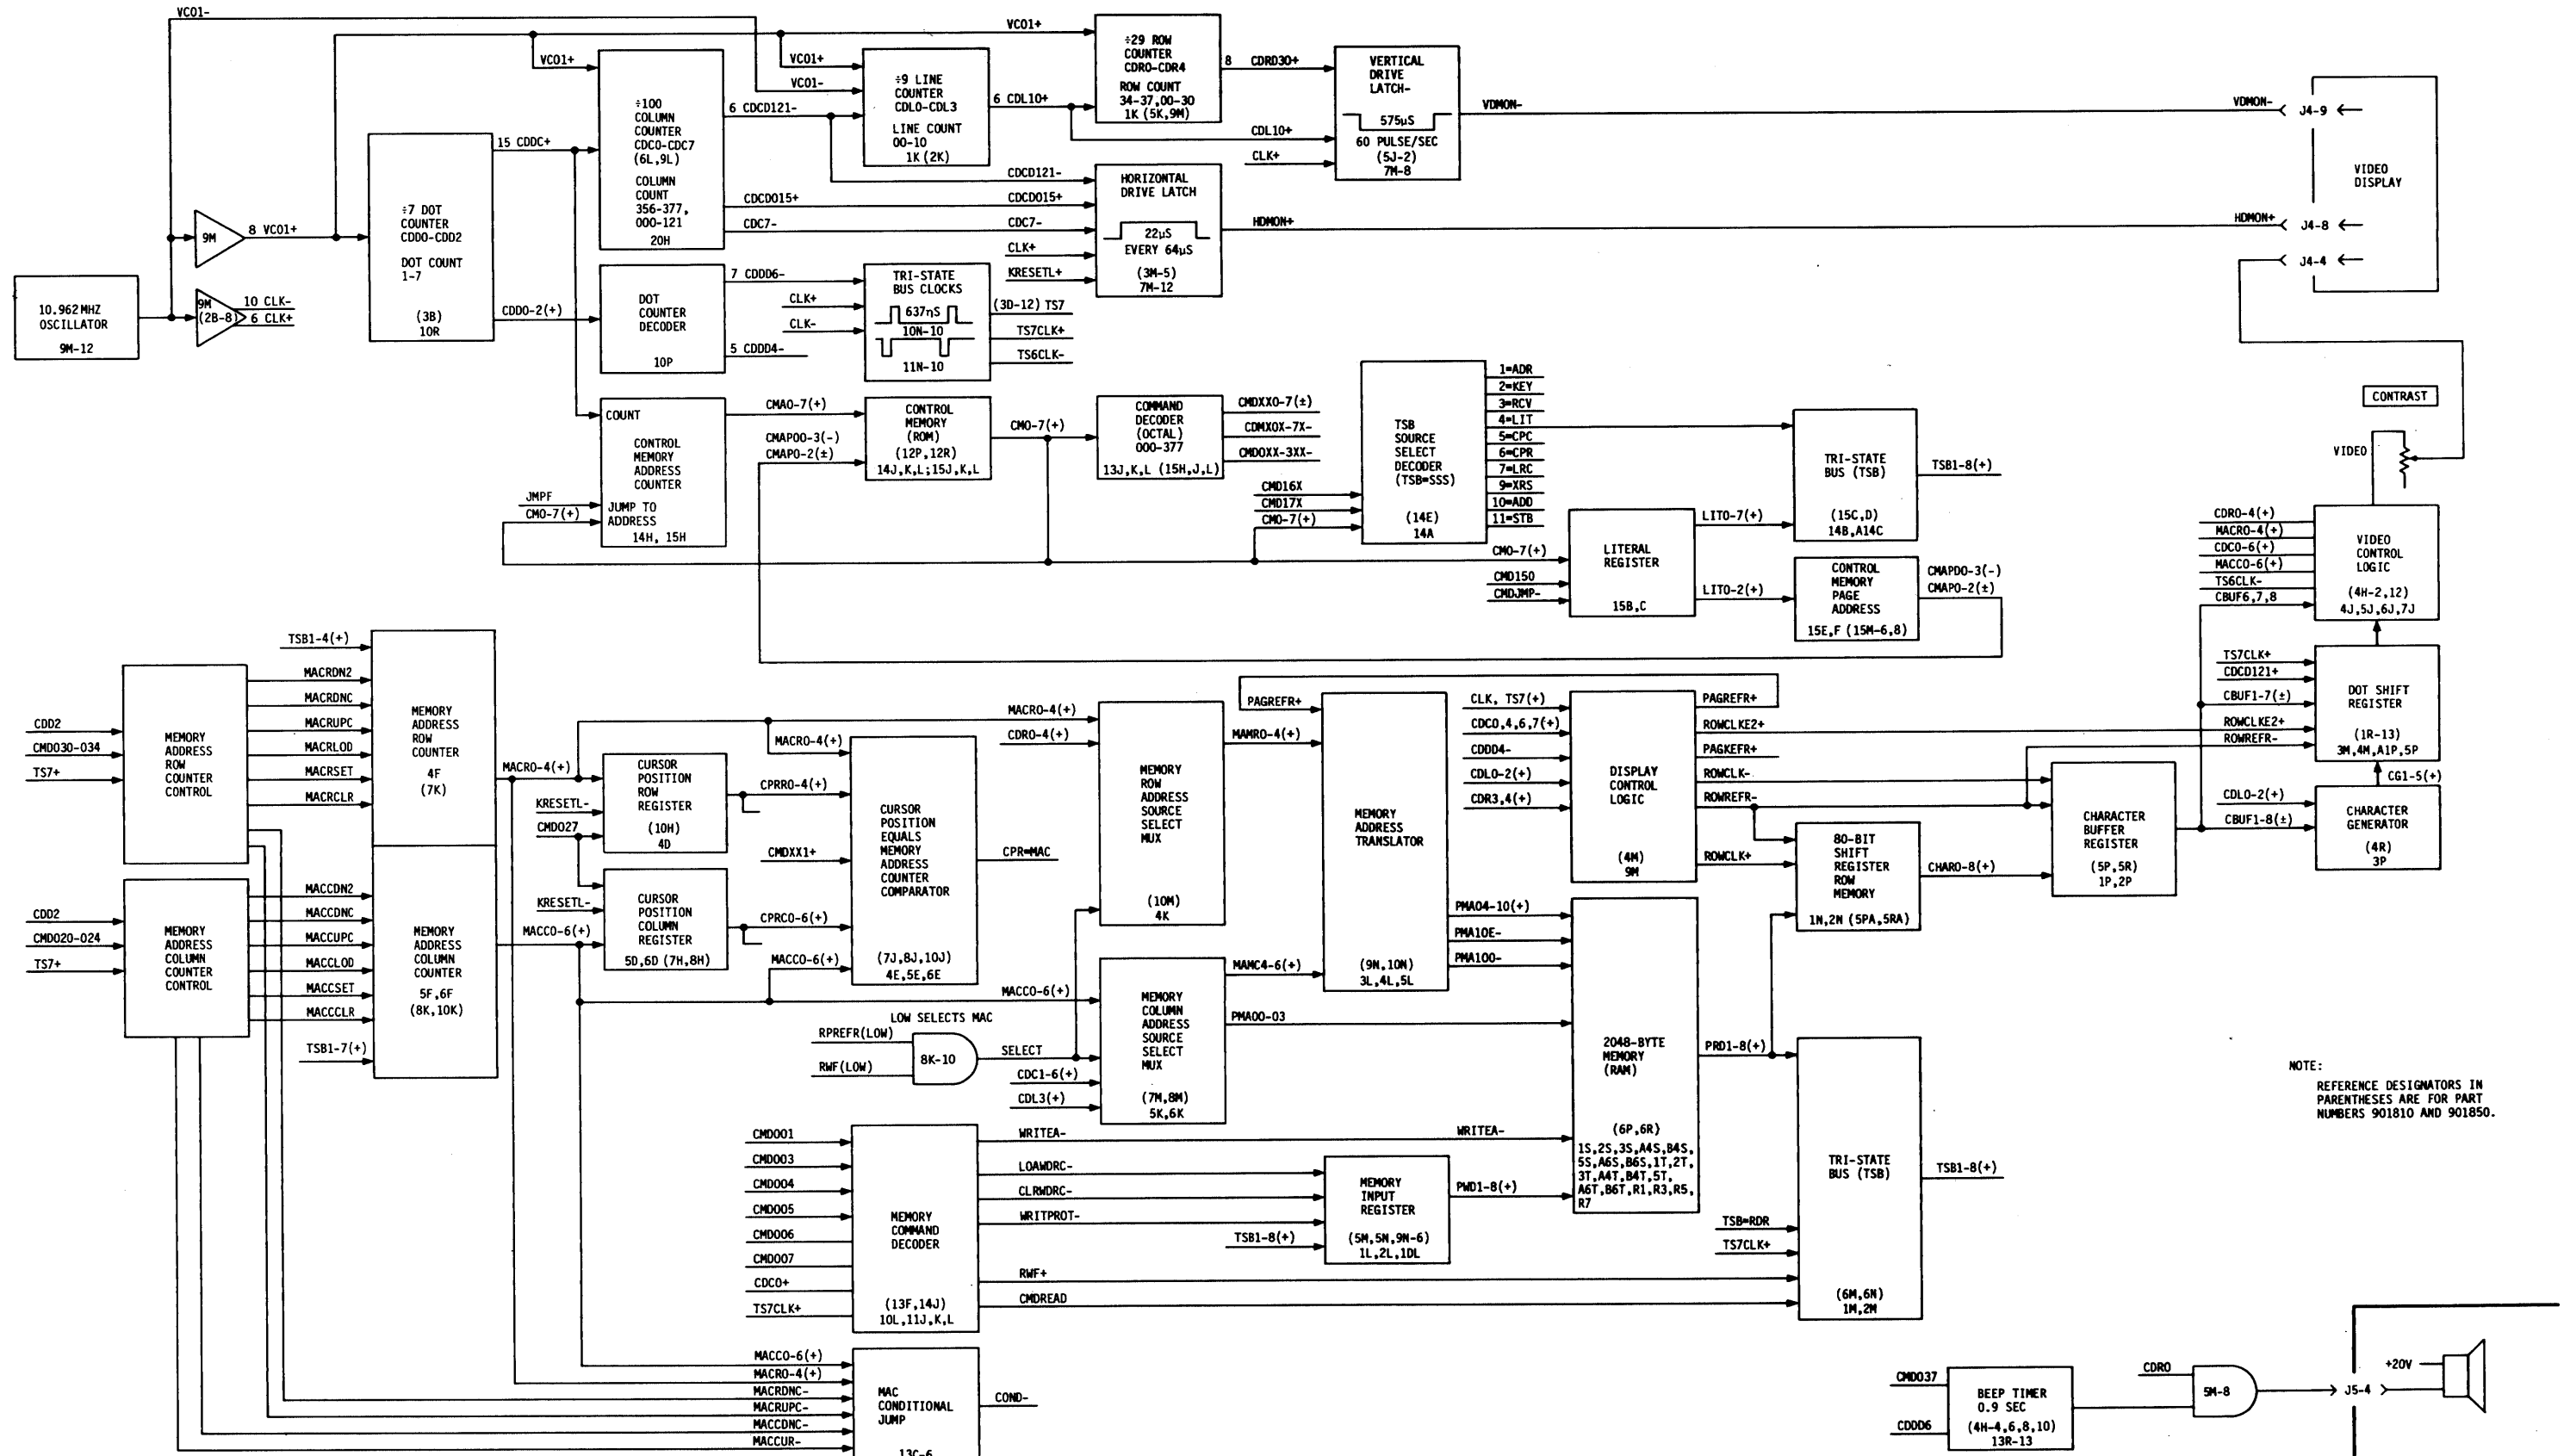 VCO1-
10.962MHZ
OSCILLATOR
9M-12
9M
8 VCO1+
9M
(2B-8)
10 CLK-
6 CLK+
÷7 DOT
COUNTER
CDD0-CDD2
DOT COUNT
1-7
(3B)
10R
15 CDDC+
CDD0-2(+)
VCO1+
÷100
COLUMN
COUNTER
CDC0-CDC7
(6L,9L)
COLUMN
COUNT
356-377,
000-121
20H
6 CDCD121-
CDCD015+
CDC7-
VCO1+
VCO1-
÷9 LINE
COUNTER
CDL0-CDL3
LINE COUNT
00-10
1K (2K)
6 CDL10+
VCO1+
÷29 ROW
COUNTER
CDR0-CDR4
ROW COUNT
34-37,00-30
1K (5K,9M)
8 CDRD30+
CDL10+
CLK+
VERTICAL
DRIVE
LATCH-
575μS
60 PULSE/SEC
(5J-2)
7M-8
VDMON-
VDMON-
J4-9
CDCD121-
CDCD015+
CDC7-
CLK+
KRESETL+
HORIZONTAL
DRIVE LATCH
22μS
EVERY 64μS
(3M-5)
7M-12
HDMON+
HDMON+
J4-8
J4-4
VIDEO
DISPLAY
DOT
COUNTER
DECODER
10P
7 CDDD6-
5 CDDD4-
CLK+
CLK-
TRI-STATE
BUS CLOCKS
637ηS
10N-10
11N-10
(3D-12) TS7
TS7CLK+
TS6CLK-
COUNT
CONTROL
MEMORY
ADDRESS
COUNTER
JUMP TO
ADDRESS
14H, 15H
JMPF
CM0-7(+)
CMA0-7(+)
CMAP00-3(-)
CMAP0-2(±)
CONTROL
MEMORY
(ROM)
(12P,12R)
14J,K,L;15J,K,L
CM0-7(+)
COMMAND
DECODER
(OCTAL)
000-377
13J,K,L (15H,J,L)
CMDXX0-7(±)
CDMX0X-7X-
CMD0XX-3XX-
CMD16X
CMD17X
CM0-7(+)
TSB
SOURCE
SELECT
DECODER
(TSB=SSS)
(14E)
14A
1=ADR
2=KEY
3=RCV
4=LIT
5=CPC
6=CPR
7=LRC
9=XRS
10=ADD
11=STB
CM0-7(+)
CMD150
CMDJMP-
LITERAL
REGISTER
15B,C
LIT0-7(+)
LIT0-2(+)
TRI-STATE
BUS (TSB)
(15C,D)
14B,A14C
TSB1-8(+)
CONTROL
MEMORY
PAGE
ADDRESS
15E,F (15M-6,8)
CMAPD0-3(-)
CMAP0-2(±)
CONTRAST
VIDEO
CDR0-4(+)
MACR0-4(+)
CDC0-6(+)
MACC0-6(+)
TS6CLK-
CBUF6,7,8
VIDEO
CONTROL
LOGIC
(4H-2,12)
4J,5J,6J,7J
TS7CLK+
CDCD121+
CBUF1-7(±)
ROWCLKE2+
ROWREFR-
DOT SHIFT
REGISTER
(1R-13)
3M,4M,A1P,5P
CG1-5(+)
CDL0-2(+)
CBUF1-8(±)
CHARACTER
GENERATOR
(4R)
3P
CDD2
CMD030-034
TS7+
MEMORY
ADDRESS
ROW
COUNTER
CONTROL
TSB1-4(+)
MACRDN2
MACRDNC
MACRUPC
MACRLOD
MACRSET
MACRCLR
MEMORY
ADDRESS
ROW
COUNTER
4F
(7K)
CDD2
CMD020-024
TS7+
MEMORY
ADDRESS
COLUMN
COUNTER
CONTROL
MACCDN2
MACCDNC
MACCUPC
MACCLOD
MACCSET
MACCCLR
TSB1-7(+)
MEMORY
ADDRESS
COLUMN
COUNTER
5F,6F
(8K,10K)
MACR0-4(+)
MACC0-6(+)
KRESETL-
CMD027
KRESETL-
CURSOR
POSITION
ROW
REGISTER
(10H)
4D
CURSOR
POSITION
COLUMN
REGISTER
5D,6D (7H,8H)
MACR0-4(+)
CPRR0-4(+)
CMDXX1+
CPRC0-6(+)
MACC0-6(+)
CURSOR
POSITION
EQUALS
MEMORY
ADDRESS
COUNTER
COMPARATOR
(7J,8J,10J)
4E,5E,6E
CPR=MAC
MACR0-4(+)
CDR0-4(+)
MEMORY
ROW
ADDRESS
SOURCE
SELECT
MUX
(10M)
4K
MAMR0-4(+)
LOW SELECTS MAC
RPREFR(LOW)
RWF(LOW)
8K-10
SELECT
MACC0-6(+)
CDC1-6(+)
CDL3(+)
MEMORY
COLUMN
ADDRESS
SOURCE
SELECT
MUX
(7M,8M)
5K,6K
MAMC4-6(+)
PMA00-03
PAGREFR+
MEMORY
ADDRESS
TRANSLATOR
(9N,10N)
3L,4L,5L
PMA04-10(+)
PMA10E-
PMA10O-
CLK, TS7(+)
CDC0,4,6,7(+)
CDDD4-
CDL0-2(+)
CDR3,4(+)
DISPLAY
CONTROL
LOGIC
(4M)
9M
PAGREFR+
ROWCLKE2+
PAGKEFR+
ROWCLK-
ROWREFR-
ROWCLK+
80-BIT
SHIFT
REGISTER
ROW
MEMORY
1N,2N (5PA,5RA)
CHAR0-8(+)
CHARACTER
BUFFER
REGISTER
(5P,5R)
1P,2P
2048-BYTE
MEMORY
(RAM)
(6P,6R)
1S,2S,3S,A4S,B4S,
5S,A6S,B6S,1T,2T,
3T,A4T,B4T,5T,
A6T,B6T,R1,R3,R5,
R7
PRD1-8(+)
TSB=RDR
TS7CLK+
TRI-STATE
BUS (TSB)
(6M,6N)
1M,2M
TSB1-8(+)
CMD001
CMD003
CMD004
CMD005
CMD006
CMD007
CDC0+
TS7CLK+
MEMORY
COMMAND
DECODER
(13F,14J)
10L,11J,K,L
WRITEA-
WRITEA-
LOAWDRC-
CLRWDRC-
WRITPROT-
TSB1-8(+)
RWF+
CMDREAD
MEMORY
INPUT
REGISTER
(5M,5N,9N-6)
1L,2L,1DL
PWD1-8(+)
MACC0-6(+)
MACR0-4(+)
MACRDNC-
MACRUPC-
MACCDNC-
MACCUR-
MAC
CONDITIONAL
JUMP
13C-6
COND-
NOTE:
REFERENCE DESIGNATORS IN
PARENTHESES ARE FOR PART
NUMBERS 901810 AND 901850.
CMD037
CDDD6
BEEP TIMER
0.9 SEC
(4H-4,6,8,10)
13R-13
CDR0
5M-8
J5-4
+20V